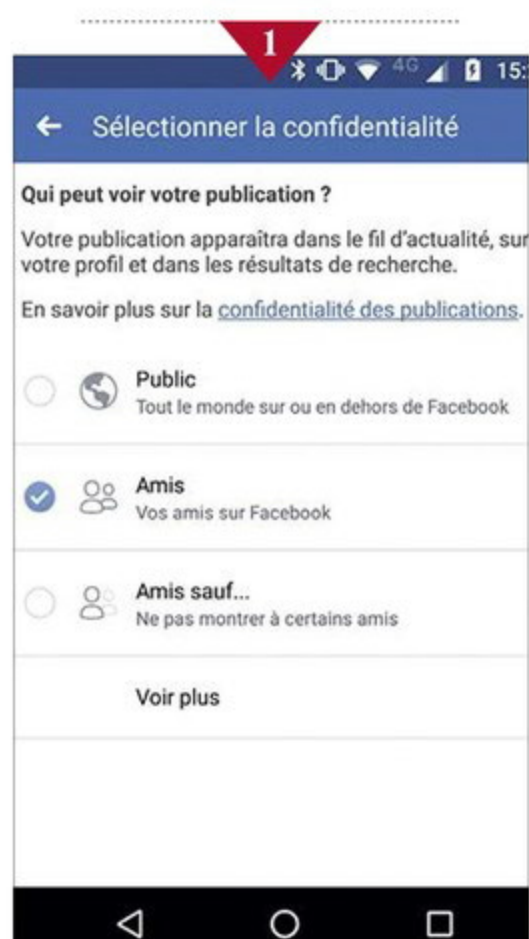 1
4G 15:
Sélectionner la confidentialité
Qui peut voir votre publication ?
Votre publication apparaîtra dans le fil d'actualité, sur
votre profil et dans les résultats de recherche.
En savoir plus sur la confidentialité des publications.
Public
Tout le monde sur ou en dehors de Facebook
Amis
Vos amis sur Facebook
Amis sauf...
Ne pas montrer à certains amis
Voir plus